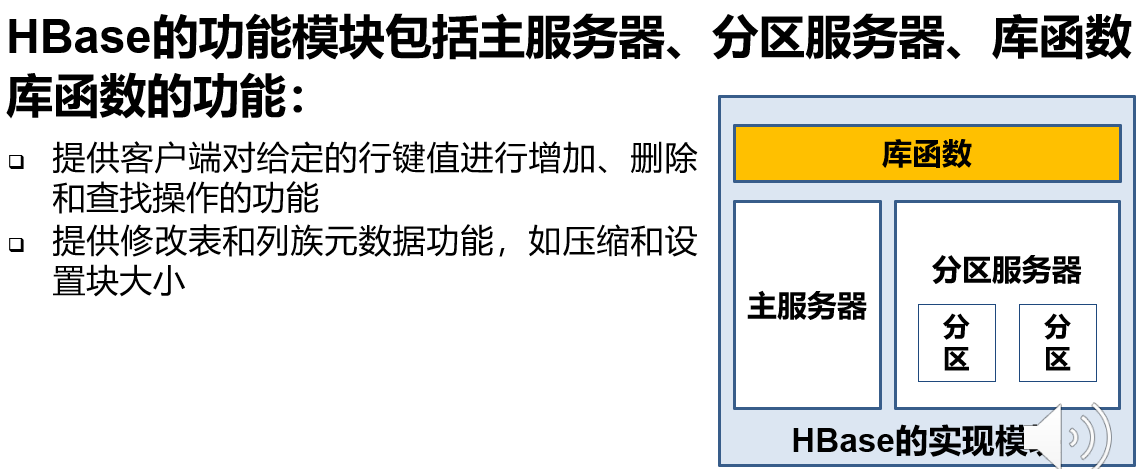 HBase的功能模块包括主服务器、分区服务器、库函数
库函数的功能：
提供客户端对给定的行键值进行增加、删除
和查找操作的功能
提供修改表和列族元数据功能，如压缩和设
置块大小
库函数
主服务器
分区服务器
分
区
分
区
HBase的实现模